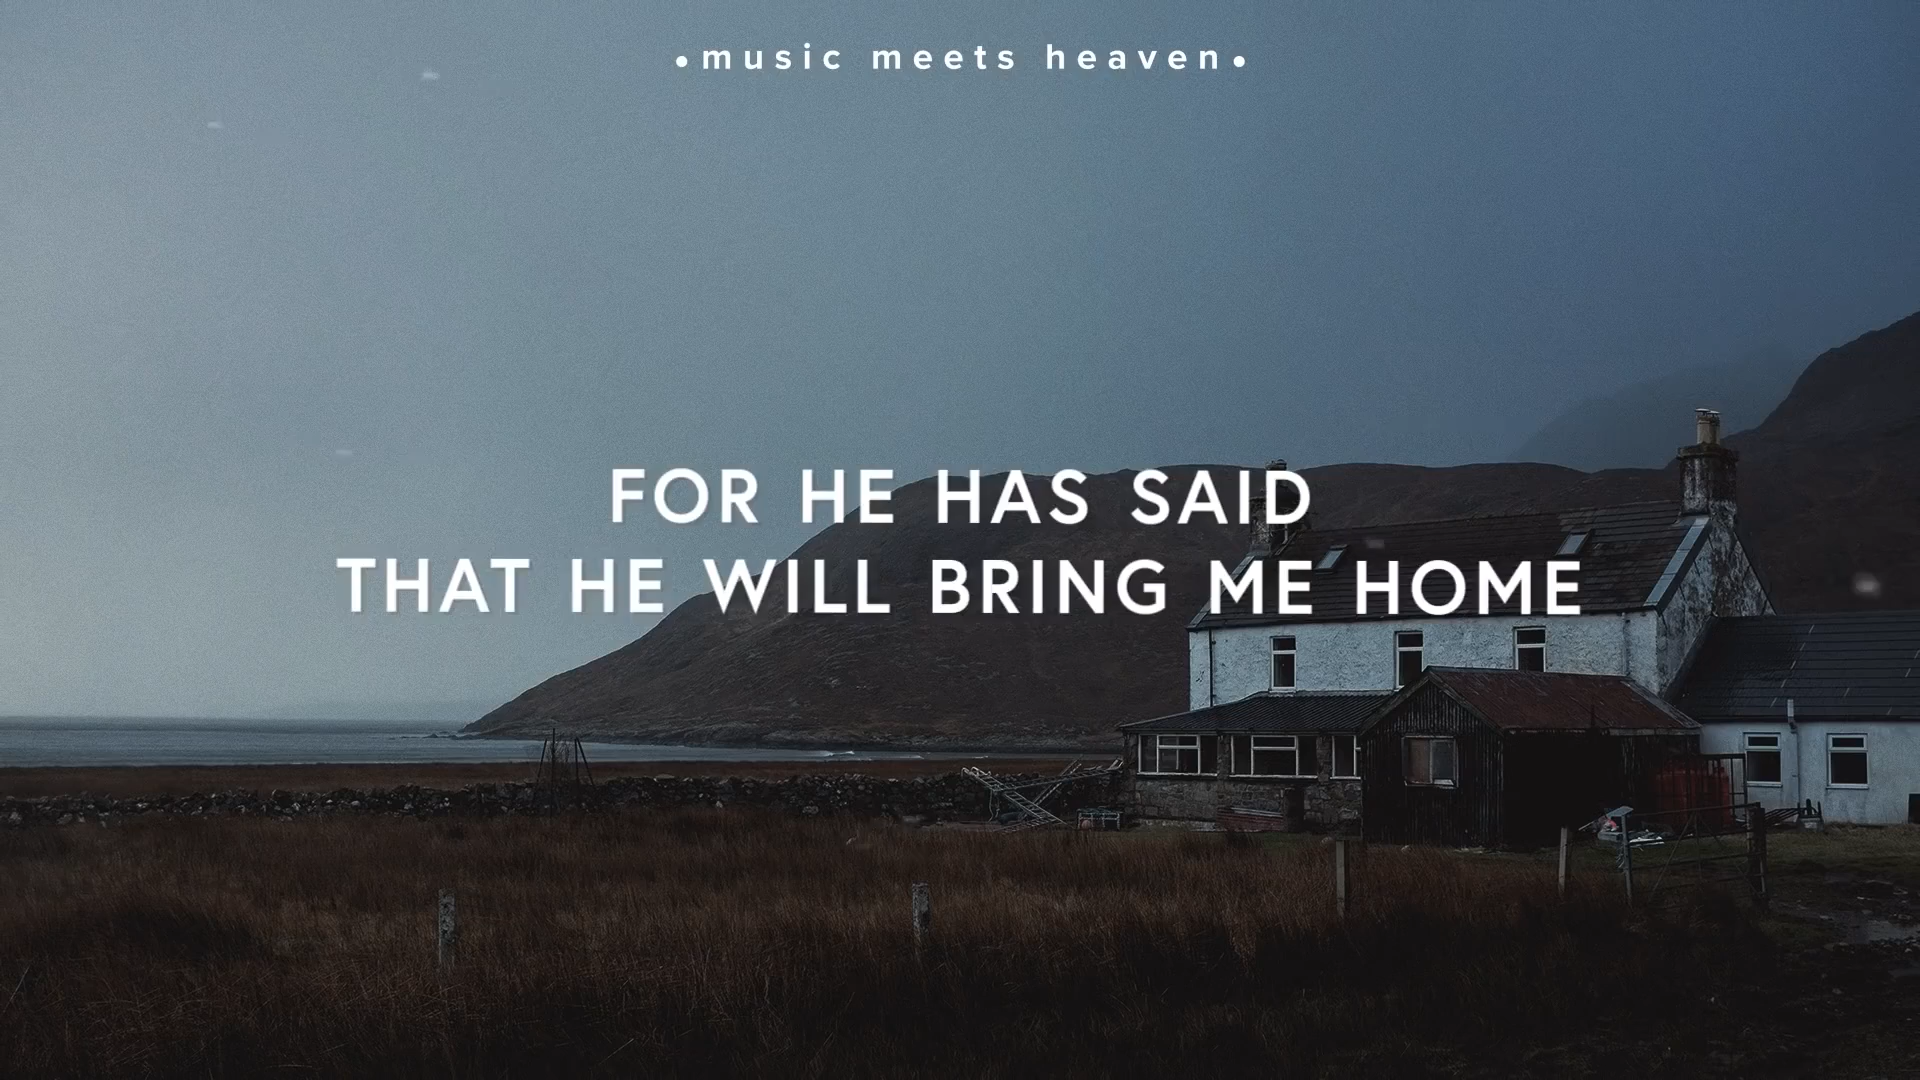 •music meets heaven•
FOR HE HAS SAID
THAT HE WILL BRING ME HOME